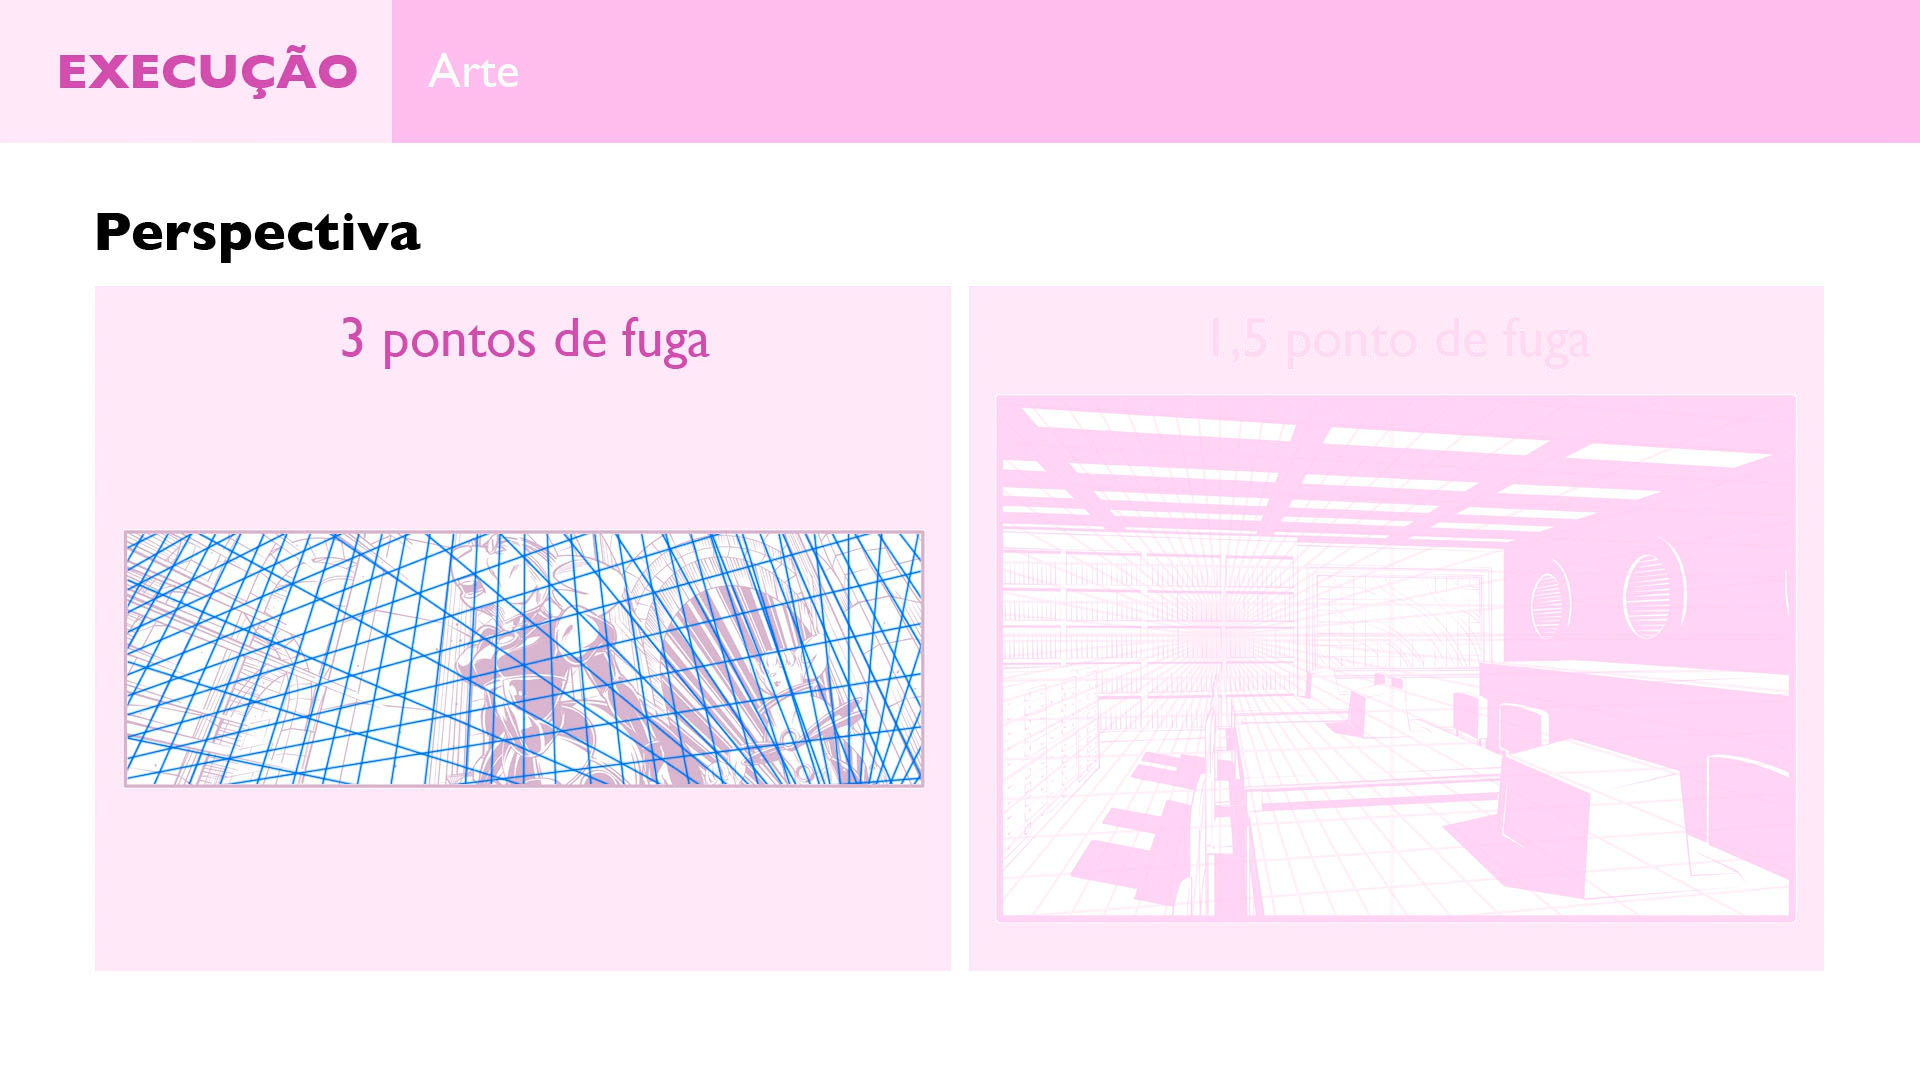 EXECUÇÃO
Arte
Perspectiva
3 pontos de fuga
1,5 ponto de fuga